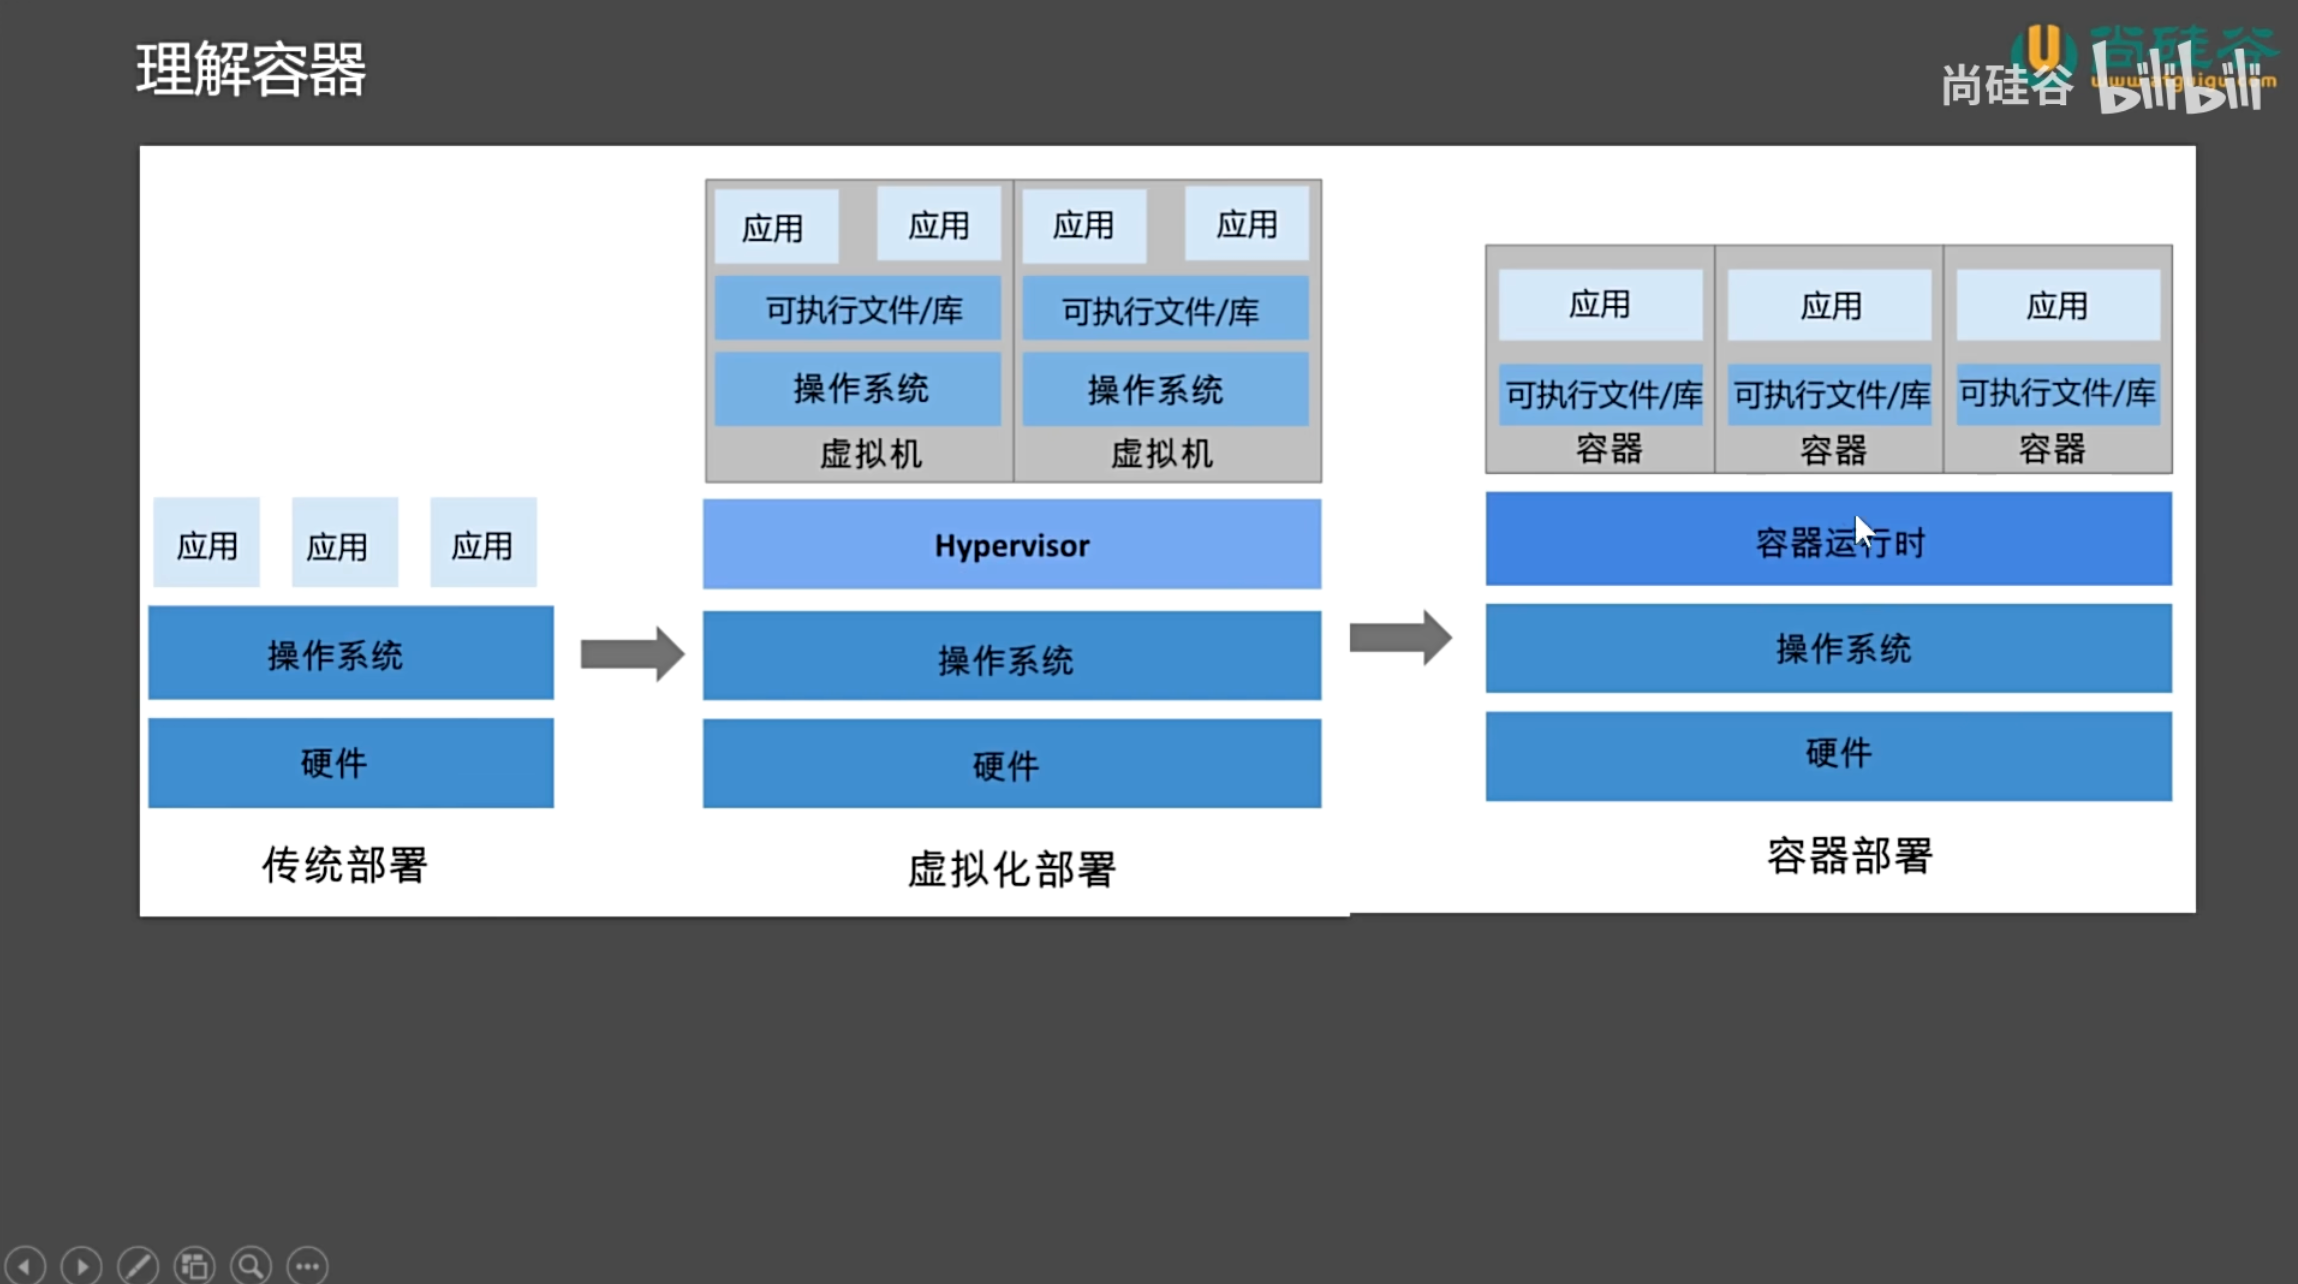 理解容器
尚硅谷
www.atguigu.com
尚硅谷 bilibili
应用 应用 应用
操作系统
硬件
传统部署
应用 应用 应用 应用
可执行文件/库 可执行文件/库
操作系统 操作系统
虚拟机 虚拟机
Hypervisor
操作系统
硬件
虚拟化部署
应用 应用 应用
可执行文件/库 可执行文件/库 可执行文件/库
容器 容器 容器
容器运行时
操作系统
硬件
容器部署